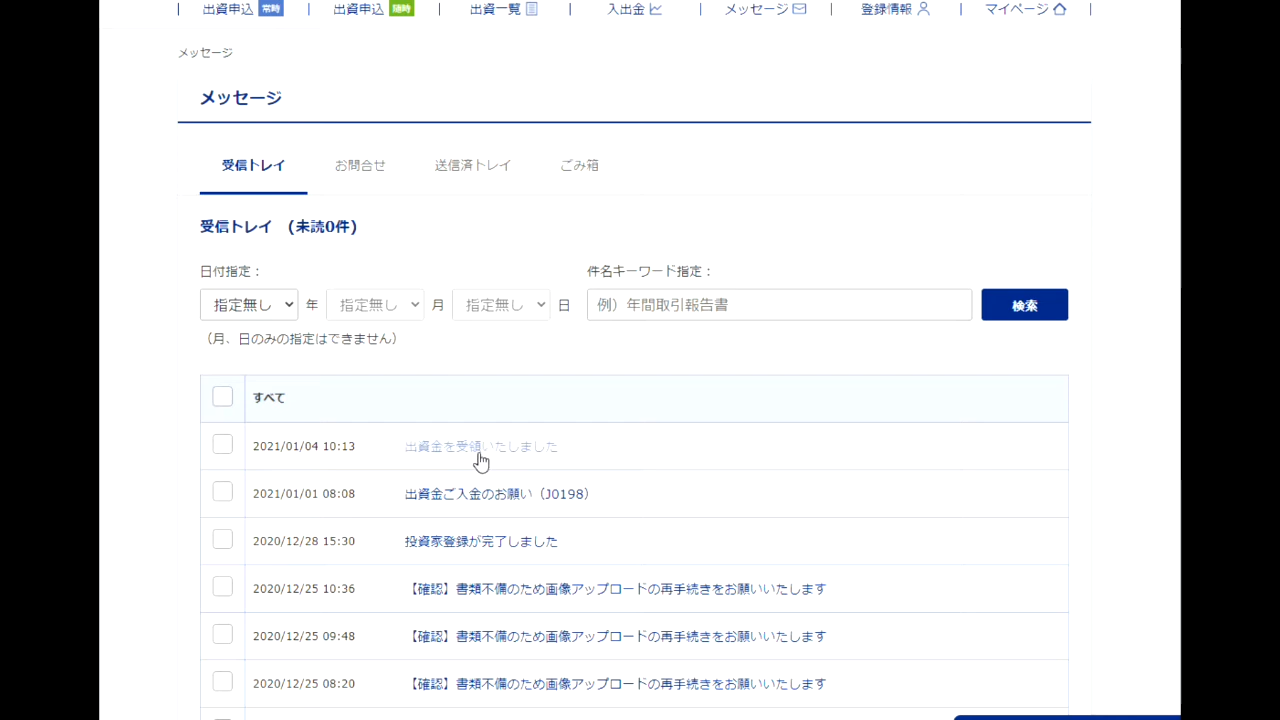 出資申込 常時 | 出資申込 随時 | 出資一覧 | 入出金 | メッセージ | 登録情報 | マイページ
メッセージ
メッセージ
受信トレイ お問合せ 送信済トレイ ごみ箱
受信トレイ (未読0件)
日付指定： 件名キーワード指定：
指定無し 年 指定無し 月 指定無し 日 例）年間取引報告書 検索
（月、日のみの指定はできません）
すべて
2021/01/04 10:13 出資金を受領いたしました
2021/01/01 08:08 出資金ご入金のお願い（J0198）
2020/12/28 15:30 投資家登録が完了しました
2020/12/25 10:36 【確認】書類不備のため画像アップロードの再手続きをお願いいたします
2020/12/25 09:48 【確認】書類不備のため画像アップロードの再手続きをお願いいたします
2020/12/25 08:20 【確認】書類不備のため画像アップロードの再手続きをお願いいたします